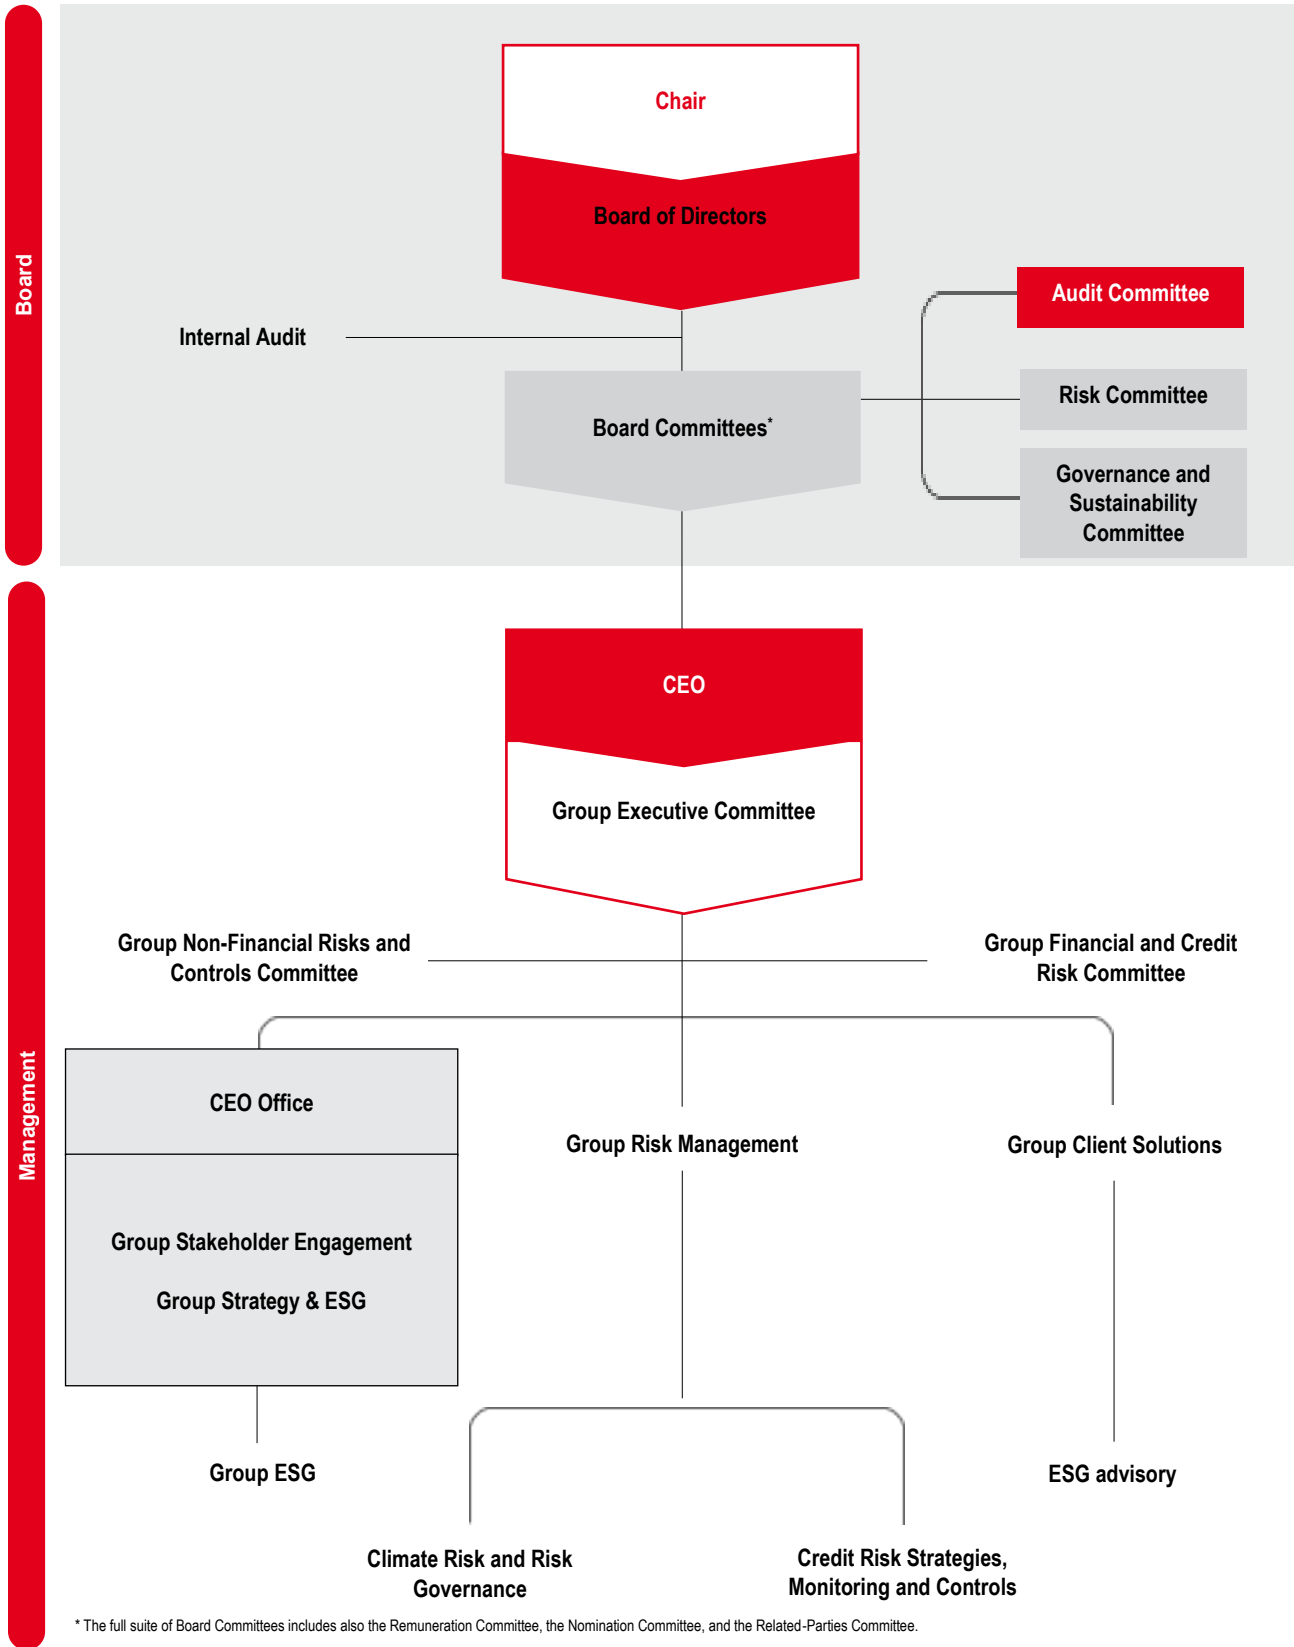 Board
Chair
Board of Directors
Audit Committee
Internal Audit
Risk Committee
Board Committees*
Governance and
Sustainability
Committee
Management
CEO
Group Executive Committee
Group Non-Financial Risks and
Controls Committee
Group Financial and Credit
Risk Committee
CEO Office
Group Risk Management
Group Client Solutions
Group Stakeholder Engagement
Group Strategy & ESG
Group ESG
ESG advisory
Climate Risk and Risk
Governance
Credit Risk Strategies,
Monitoring and Controls
* The full suite of Board Committees includes also the Remuneration Committee, the Nomination Committee, and the Related-Parties Committee.